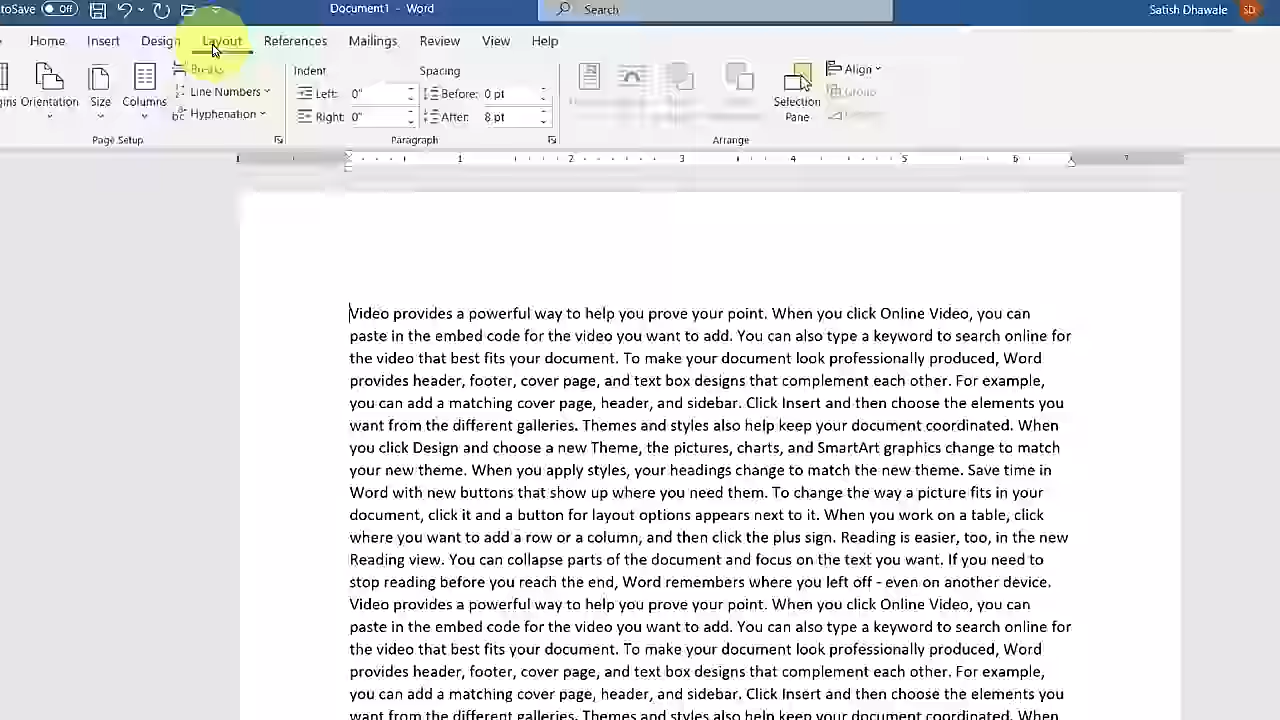 toSave Off Document1 - Word Search Satish Dhawale SD
Home Insert Design Layout References Mailings Review View Help
Breaks Indent Spacing
gins Orientation Size Columns Line Numbers Left: 0" Before: 0 pt Selection Pane Align
Hyphenation Right: 0" After: 8 pt Group
Page Setup Paragraph Arrange
1 1 2 3 4 5 6 7
Video provides a powerful way to help you prove your point. When you click Online Video, you can
paste in the embed code for the video you want to add. You can also type a keyword to search online for
the video that best fits your document. To make your document look professionally produced, Word
provides header, footer, cover page, and text box designs that complement each other. For example,
you can add a matching cover page, header, and sidebar. Click Insert and then choose the elements you
want from the different galleries. Themes and styles also help keep your document coordinated. When
you click Design and choose a new Theme, the pictures, charts, and SmartArt graphics change to match
your new theme. When you apply styles, your headings change to match the new theme. Save time in
Word with new buttons that show up where you need them. To change the way a picture fits in your
document, click it and a button for layout options appears next to it. When you work on a table, click
where you want to add a row or a column, and then click the plus sign. Reading is easier, too, in the new
Reading view. You can collapse parts of the document and focus on the text you want. If you need to
stop reading before you reach the end, Word remembers where you left off - even on another device.
Video provides a powerful way to help you prove your point. When you click Online Video, you can
paste in the embed code for the video you want to add. You can also type a keyword to search online for
the video that best fits your document. To make your document look professionally produced, Word
provides header, footer, cover page, and text box designs that complement each other. For example,
you can add a matching cover page, header, and sidebar. Click Insert and then choose the elements you
want from the different galleries. Themes and styles also help keep your document coordinated. When